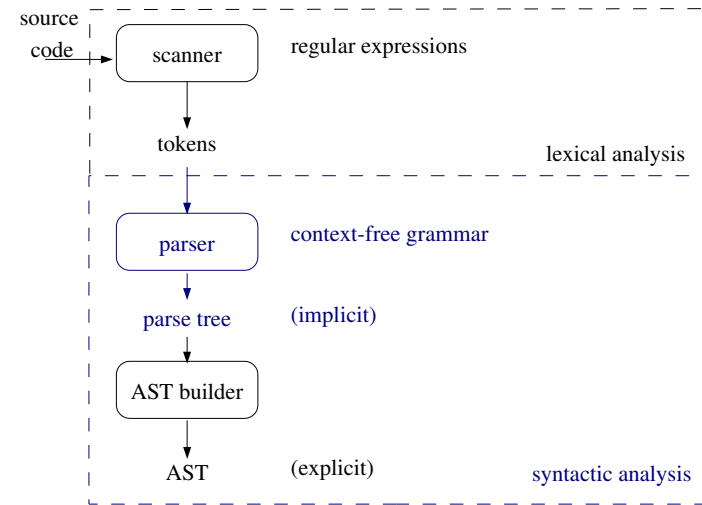 source
code
scanner
regular expressions
tokens
lexical analysis
parser
context-free grammar
parse tree
(implicit)
AST builder
AST
(explicit)
syntactic analysis